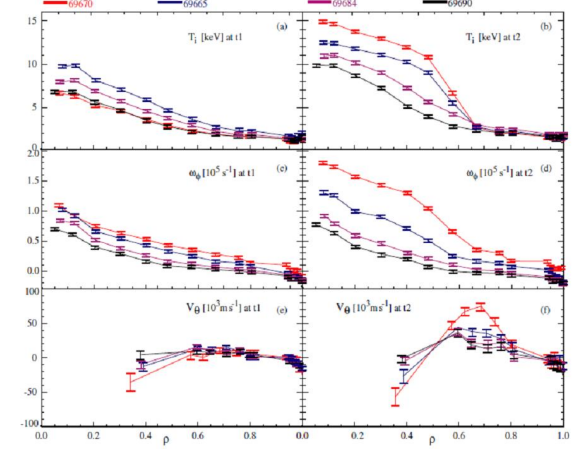 69670 69665 69684 69690
(a) (b)
T_i [keV] at t1 T_i [keV] at t2
15
10
5
0
2.0
(c) (d)
ω_ϕ [10^5 s^-1] at t1 ω_ϕ [10^5 s^-1] at t2
1.5
1.0
0.5
0.0
100
V_Θ [10^3 m s^-1] at t1 V_Θ [10^3 m s^-1] at t2
(e) (f)
50
0
-50
-100
0.0 0.2 0.4 0.6 0.8 0.0 0.2 0.4 0.6 0.8 1.0
ρ ρ